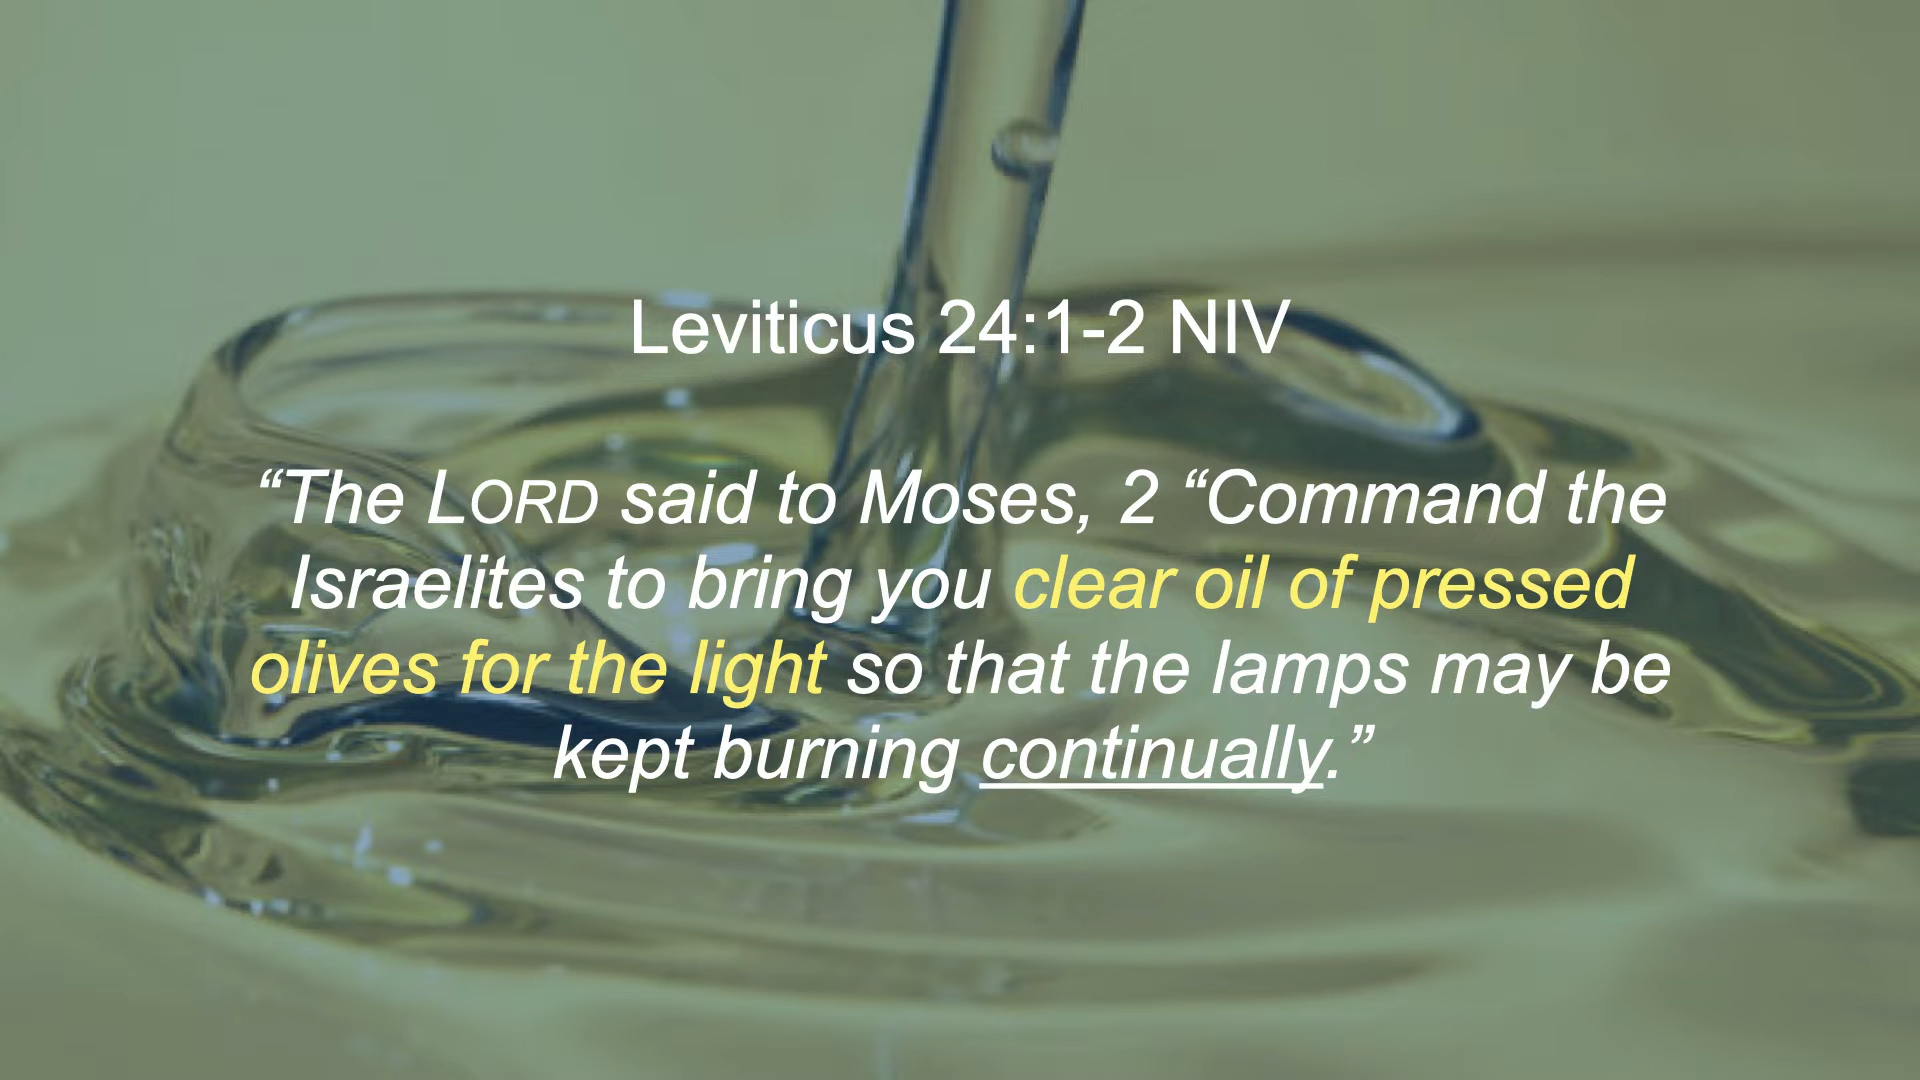 Leviticus 24:1-2 NIV
“The LORD said to Moses, 2 “Command the
Israelites to bring you clear oil of pressed
olives for the light so that the lamps may be
kept burning continually.”